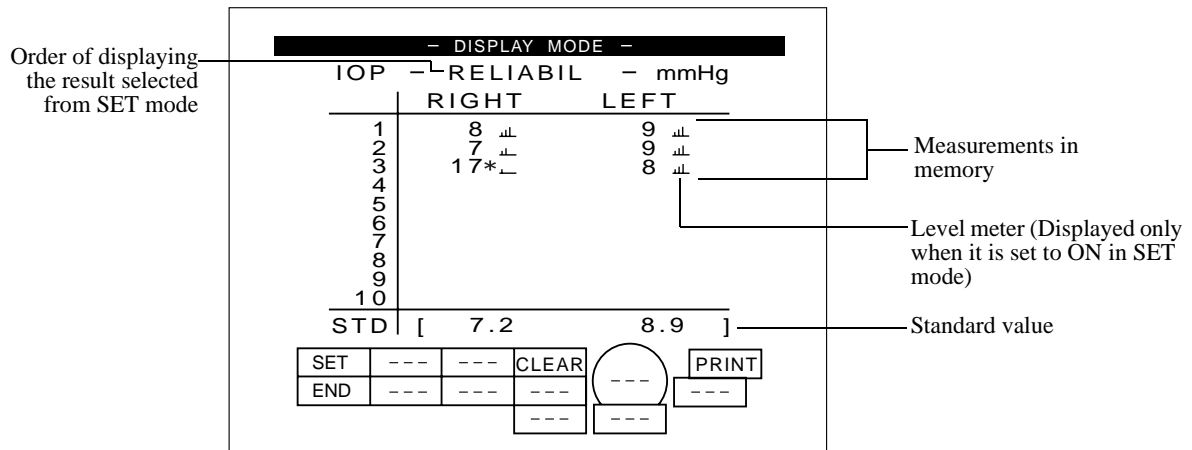 – DISPLAY MODE –
Order of displaying
the result selected
from SET mode
IOP – RELIABIL – mmHg
RIGHT LEFT
1 8 9
2 7 9
3 17* 8
4
5
6
7
8
9
10
Measurements in
memory
Level meter (Displayed only
when it is set to ON in SET
mode)
STD [ 7.2 8.9 ]
Standard value
SET --- --- CLEAR --- PRINT
END --- --- --- ---
--- ---